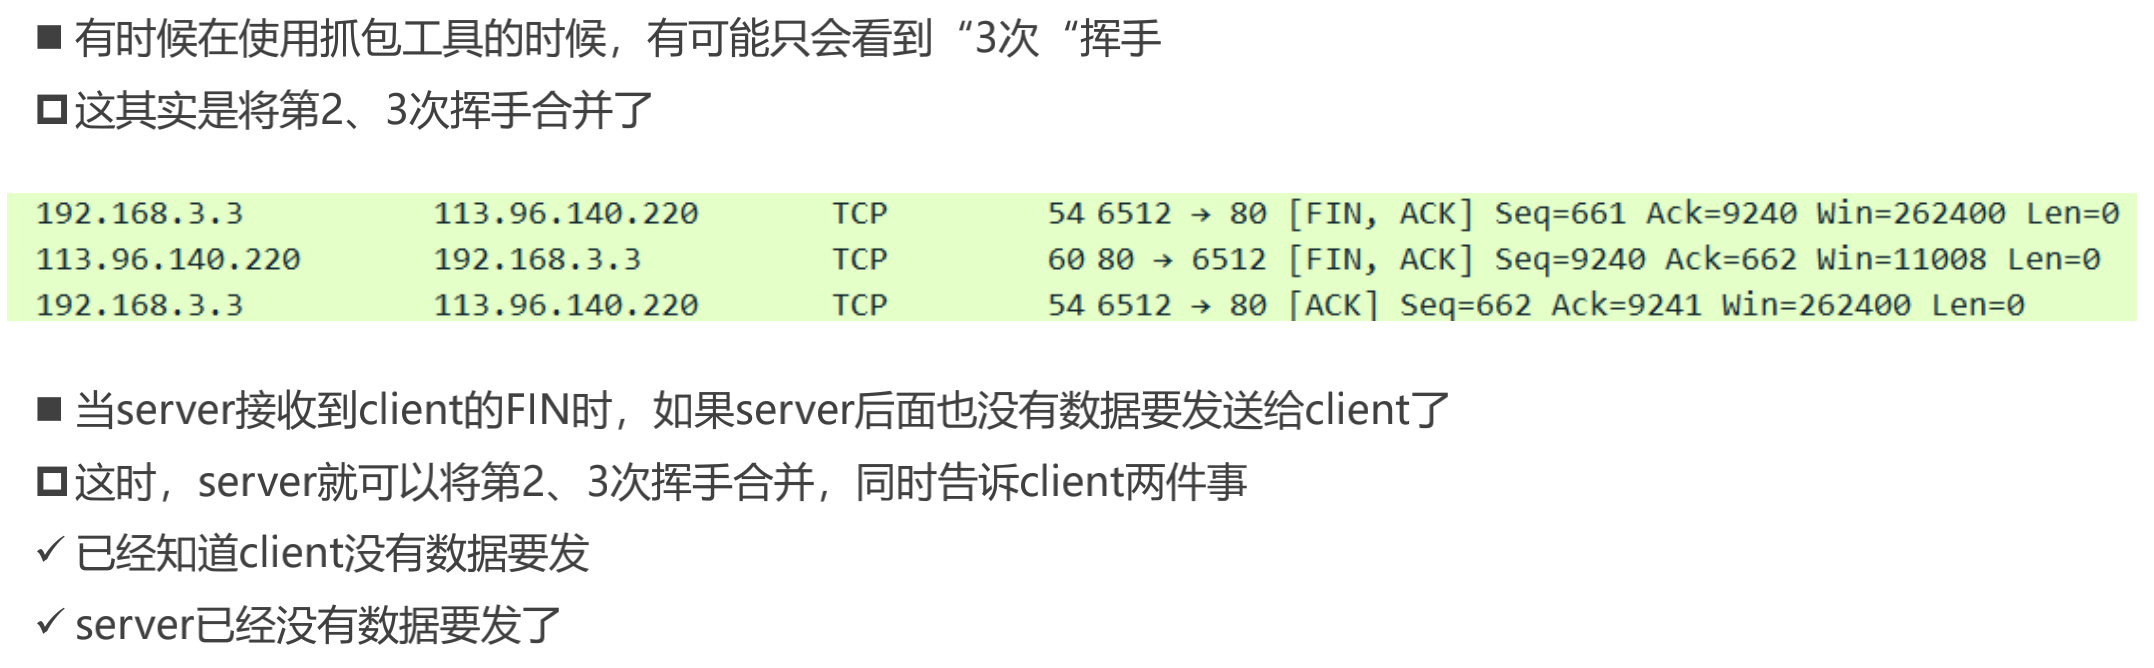 ■ 有时候在使用抓包工具的时候，有可能只会看到“3次“挥手
◘ 这其实是将第2、3次挥手合并了
192.168.3.3 113.96.140.220 TCP 54 6512 → 80 [FIN, ACK] Seq=661 Ack=9240 Win=262400 Len=0
113.96.140.220 192.168.3.3 TCP 60 80 → 6512 [FIN, ACK] Seq=9240 Ack=662 Win=11008 Len=0
192.168.3.3 113.96.140.220 TCP 54 6512 → 80 [ACK] Seq=662 Ack=9241 Win=262400 Len=0
■ 当server接收到client的FIN时，如果server后面也没有数据要发送给client了
◘ 这时，server就可以将第2、3次挥手合并，同时告诉client两件事
✓ 已经知道client没有数据要发
✓ server已经没有数据要发了